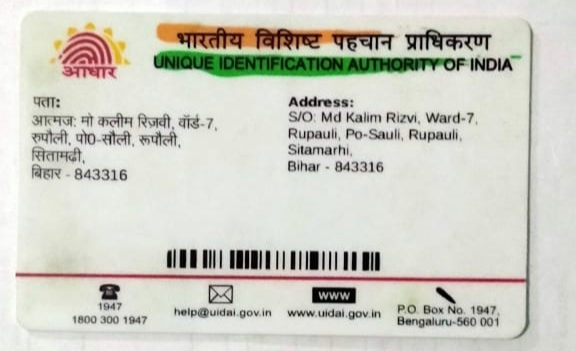 भारतीय विशिष्ट पहचान प्राधिकरण
UNIQUE IDENTIFICATION AUTHORITY OF INDIA
आधार
पता:
आत्मज: मो कलीम रिज़वी, वॉर्ड-7,
रुपौली, पो0-सौली, रूपौली,
सितामढ़ी,
बिहार - 843316
Address:
S/O: Md Kalim Rizvi, Ward-7,
Rupauli, Po-Sauli, Rupauli,
Sitamarhi,
Bihar - 843316
1947
1800 300 1947
help@uidai.gov.in
www
www.uidai.gov.in
P.O. Box No. 1947,
Bengaluru-560 001